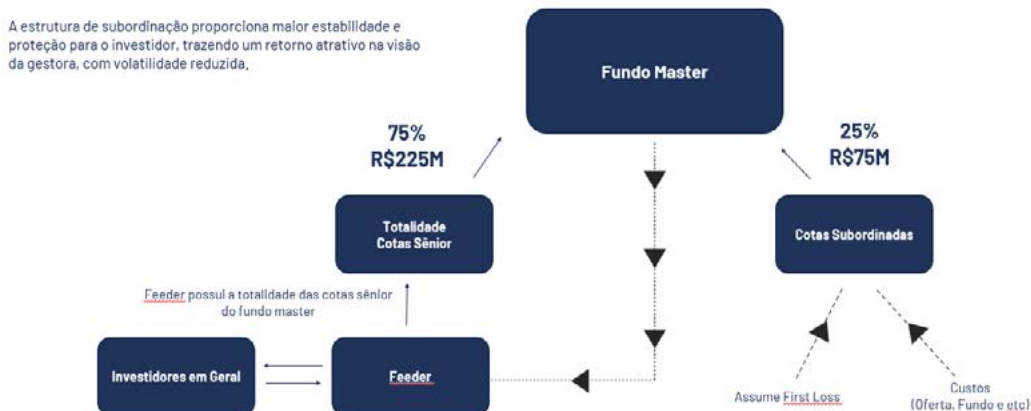 A estrutura de subordinação proporciona maior estabilidade e
proteção para o investidor, trazendo um retorno atrativo na visão
da gestora, com volatilidade reduzida.
Fundo Master
75%
R$225M
25%
R$75M
Totalidade
Cotas Sênior
Cotas Subordinadas
Feeder possui a totalidade das cotas sênior
do fundo master
Investidores em Geral
Feeder
Assume First Loss
Custos
(Oferta, Fundo e etc)